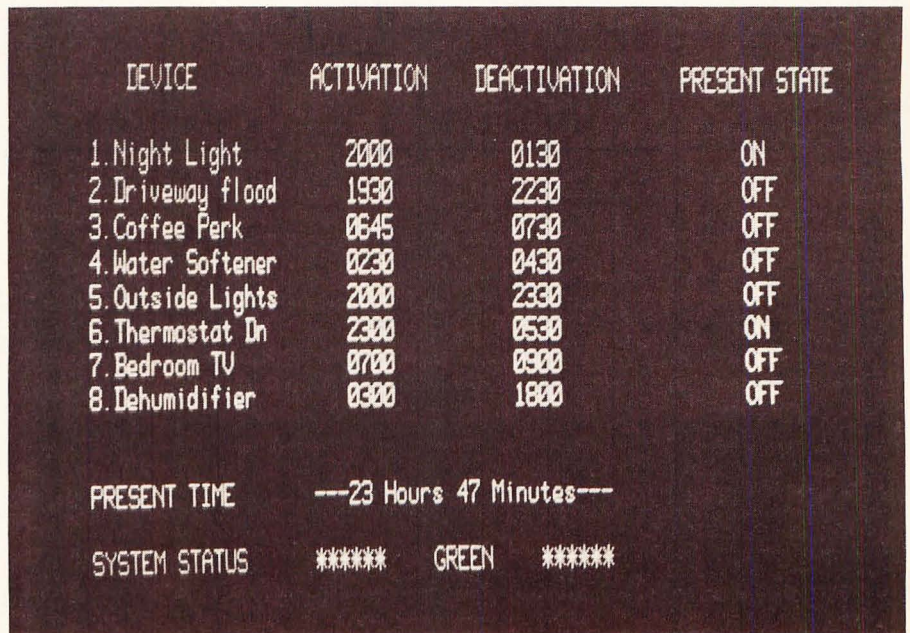 DEVICE ACTIVATION DEACTIVATION PRESENT STATE
1.Night Light 2000 0130 ON
2.Driveway flood 1930 2230 OFF
3.Coffee Perk 0645 0730 OFF
4.Water Softener 0230 0430 OFF
5.Outside Lights 2000 2330 OFF
6.Thermostat Dn 2300 0530 ON
7.Bedroom TV 0700 0900 OFF
8.Dehumidifier 0300 1800 OFF
PRESENT TIME ---23 Hours 47 Minutes---
SYSTEM STATUS ****** GREEN ******